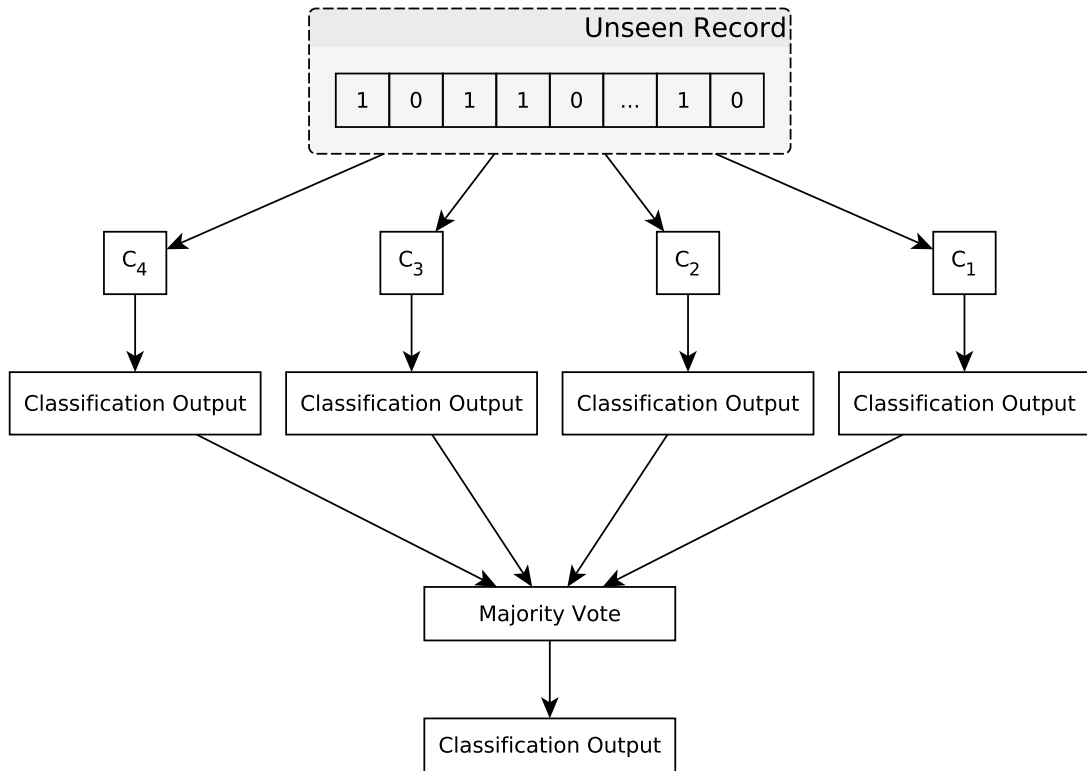 Unseen Record
1 0 1 1 0 ... 1 0
C4 C3 C2 C1
Classification Output Classification Output Classification Output Classification Output
Majority Vote
Classification Output